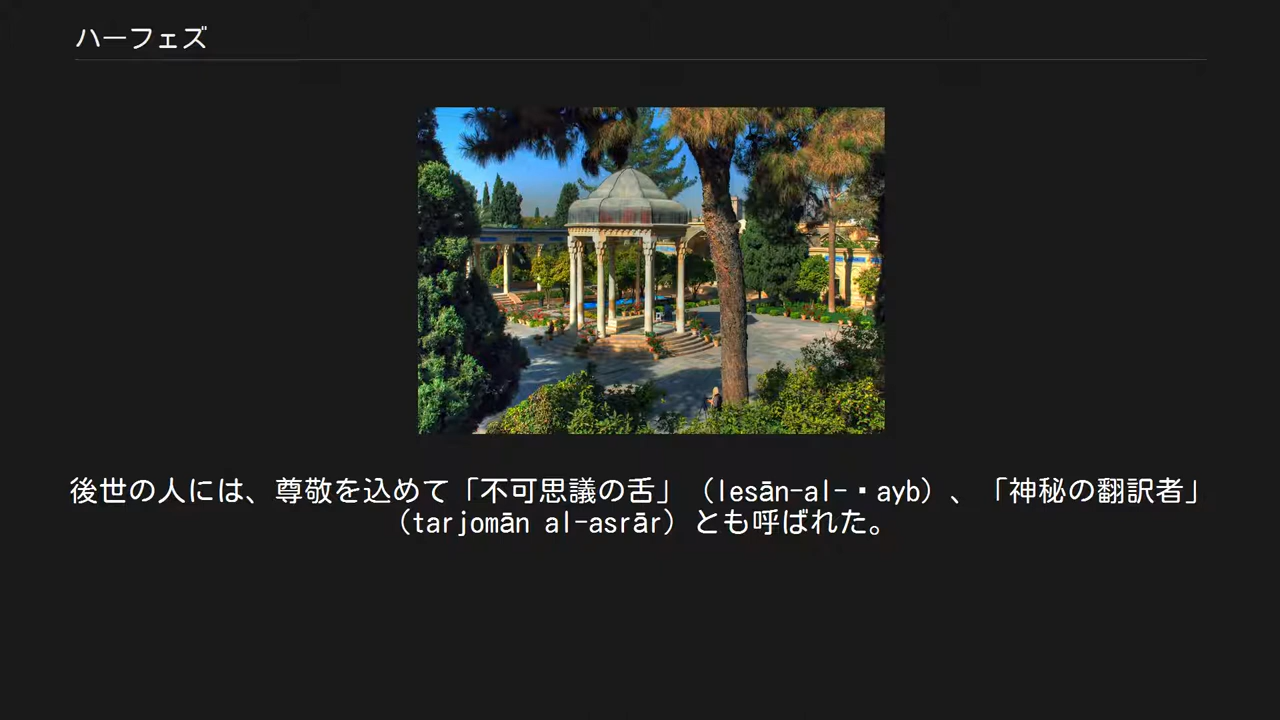 ハーフェズ
後世の人には、尊敬を込めて「不可思議の舌」（lesān-al-▪ayb）、「神秘の翻訳者」
（tarjomān al-asrār）とも呼ばれた。